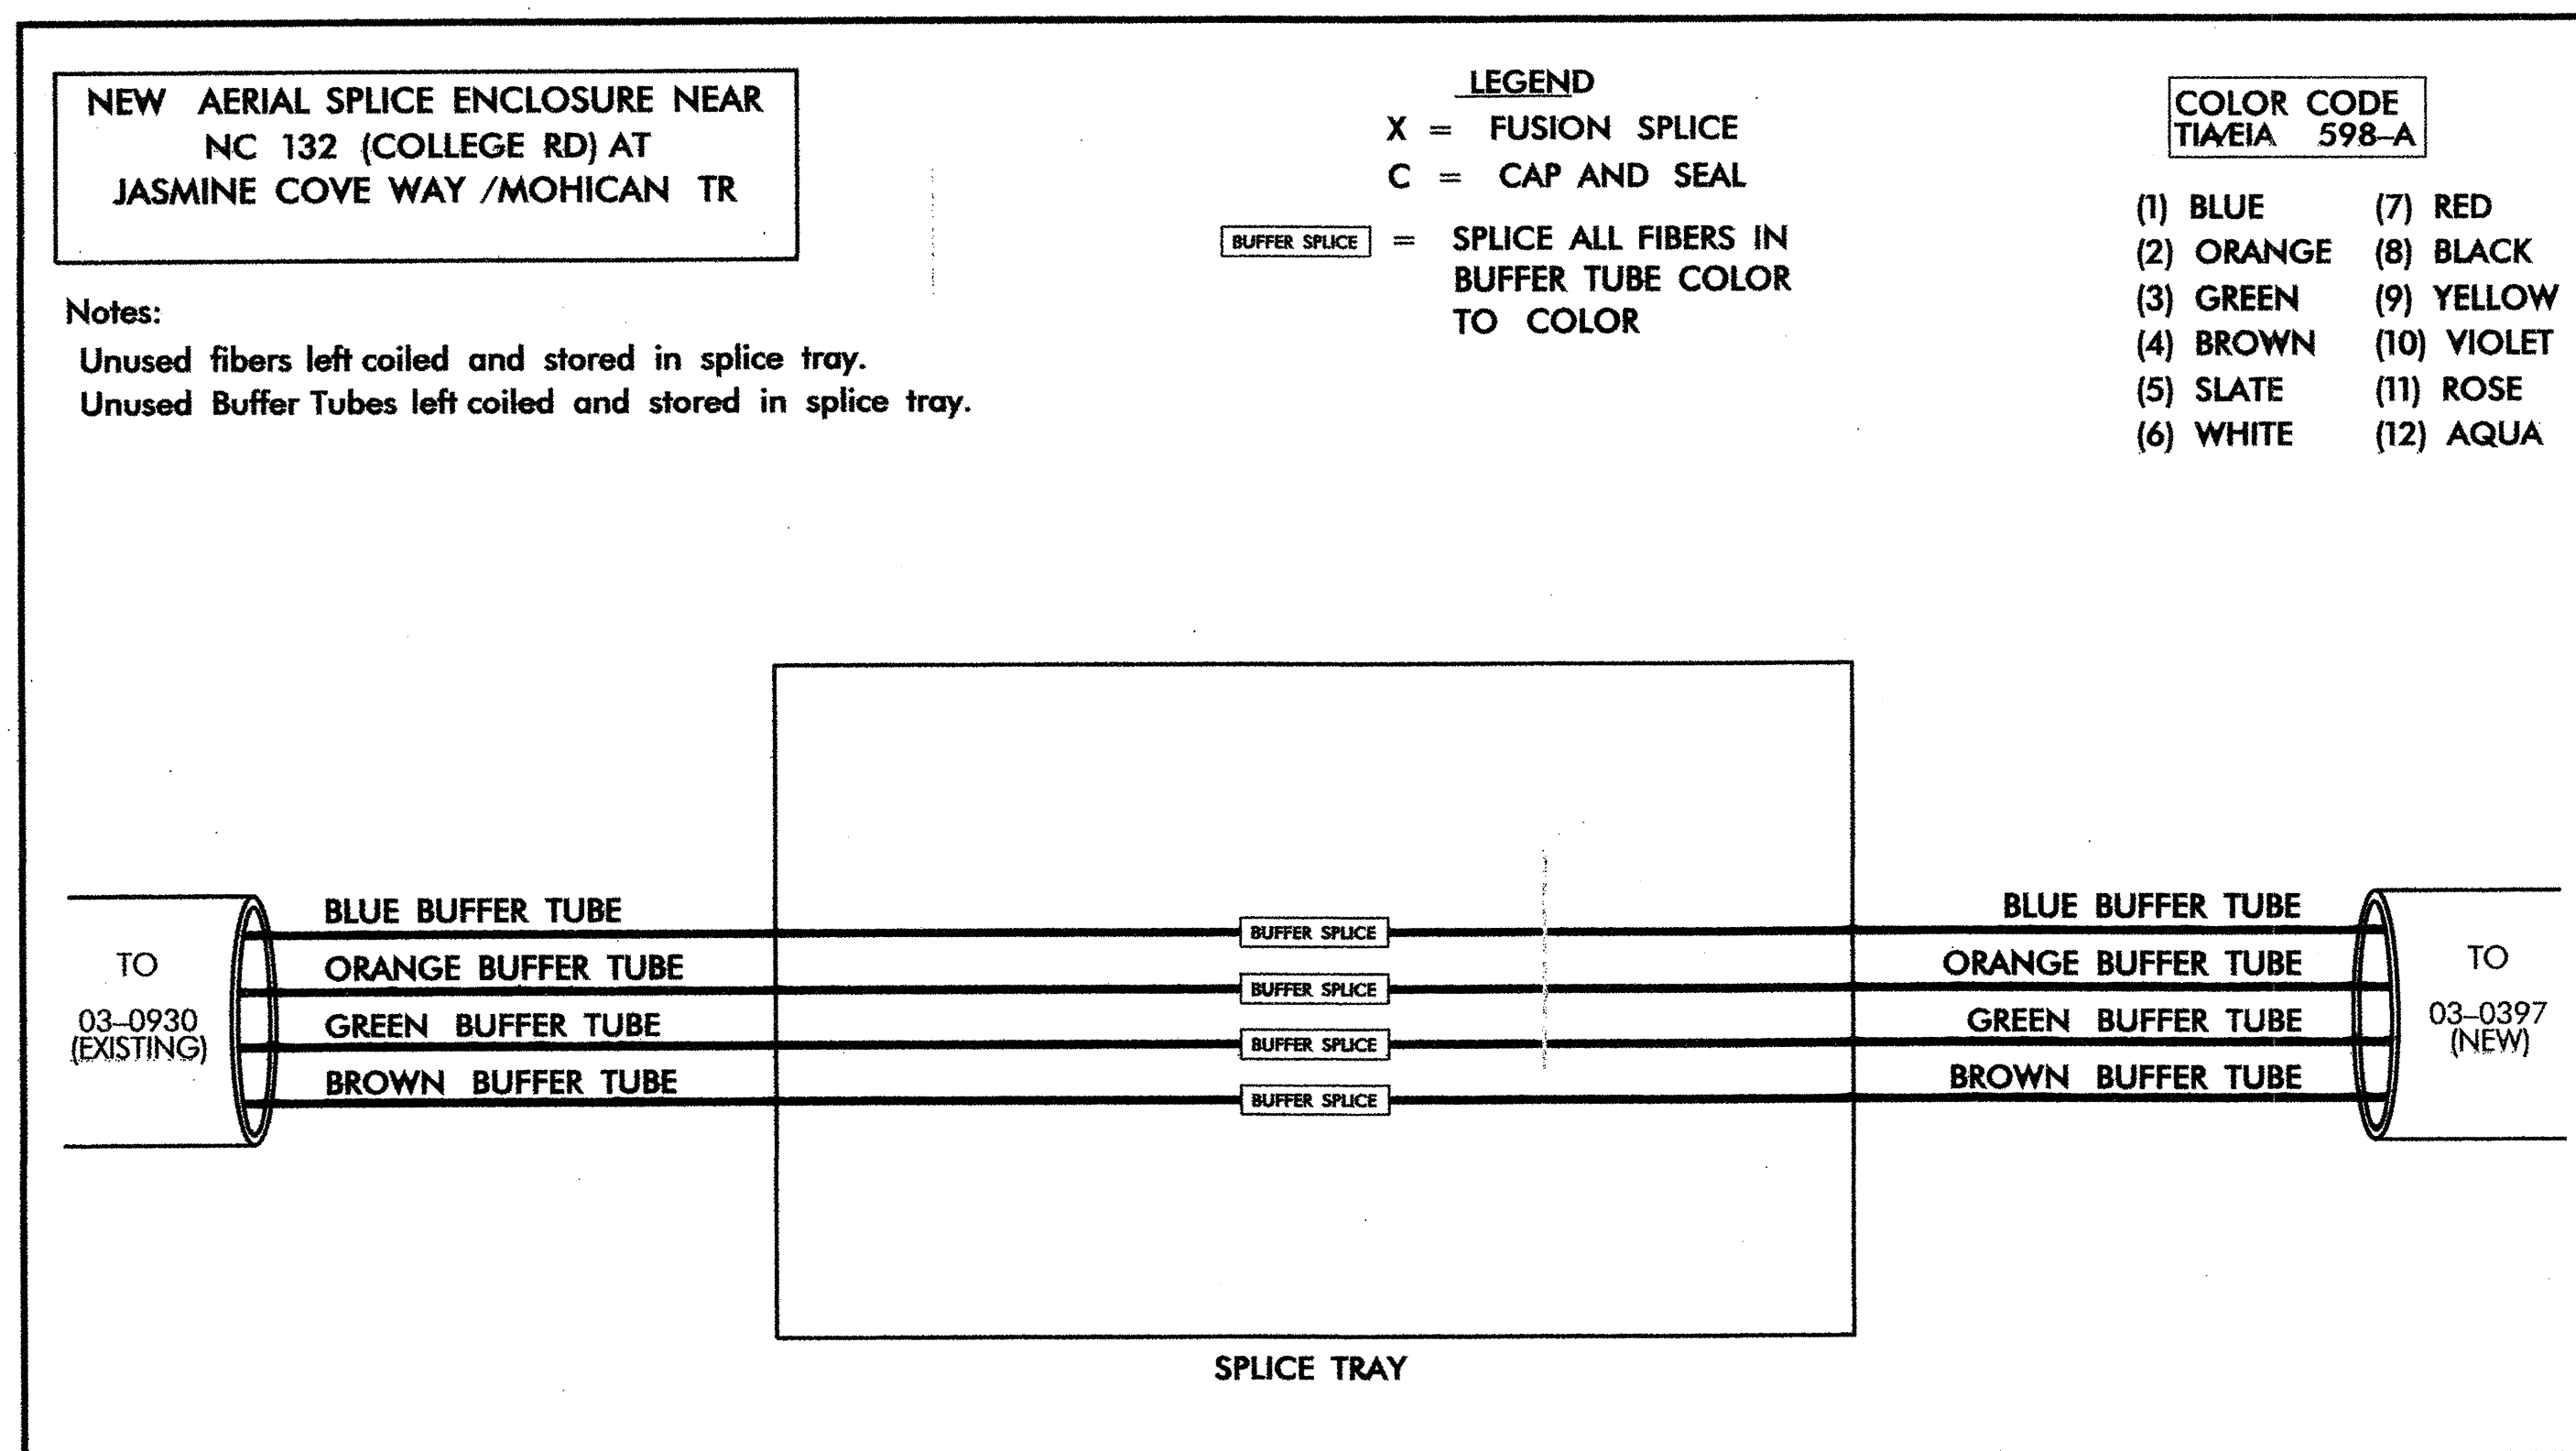 NEW AERIAL SPLICE ENCLOSURE NEAR
NC 132 (COLLEGE RD) AT
JASMINE COVE WAY /MOHICAN TR
Notes:
Unused fibers left coiled and stored in splice tray.
Unused Buffer Tubes left coiled and stored in splice tray.
LEGEND
X = FUSION SPLICE
C = CAP AND SEAL
BUFFER SPLICE = SPLICE ALL FIBERS IN
BUFFER TUBE COLOR
TO COLOR
COLOR CODE
TIA/EIA 598-A
(1) BLUE (7) RED
(2) ORANGE (8) BLACK
(3) GREEN (9) YELLOW
(4) BROWN (10) VIOLET
(5) SLATE (11) ROSE
(6) WHITE (12) AQUA
TO
03-0930
(EXISTING)
BLUE BUFFER TUBE
ORANGE BUFFER TUBE
GREEN BUFFER TUBE
BROWN BUFFER TUBE
BUFFER SPLICE
BUFFER SPLICE
BUFFER SPLICE
BUFFER SPLICE
BLUE BUFFER TUBE
ORANGE BUFFER TUBE
GREEN BUFFER TUBE
BROWN BUFFER TUBE
TO
03-0397
(NEW)
SPLICE TRAY